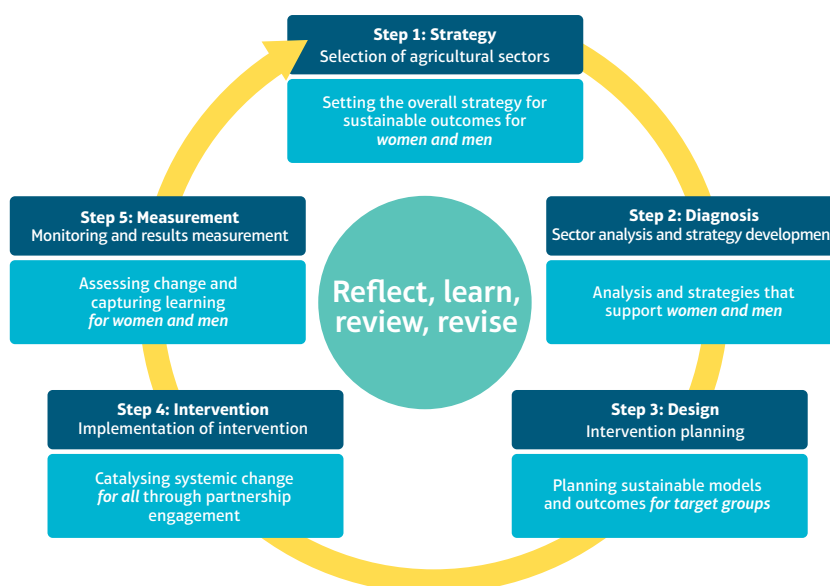 Step 1: Strategy
Selection of agricultural sectors
Setting the overall strategy for
sustainable outcomes for
women and men
Step 2: Diagnosis
Sector analysis and strategy development
Analysis and strategies that
support women and men
Step 3: Design
Intervention planning
Planning sustainable models
and outcomes for target groups
Step 4: Intervention
Implementation of intervention
Catalysing systemic change
for all through partnership
engagement
Step 5: Measurement
Monitoring and results measurement
Assessing change and
capturing learning
for women and men
Reflect, learn,
review, revise